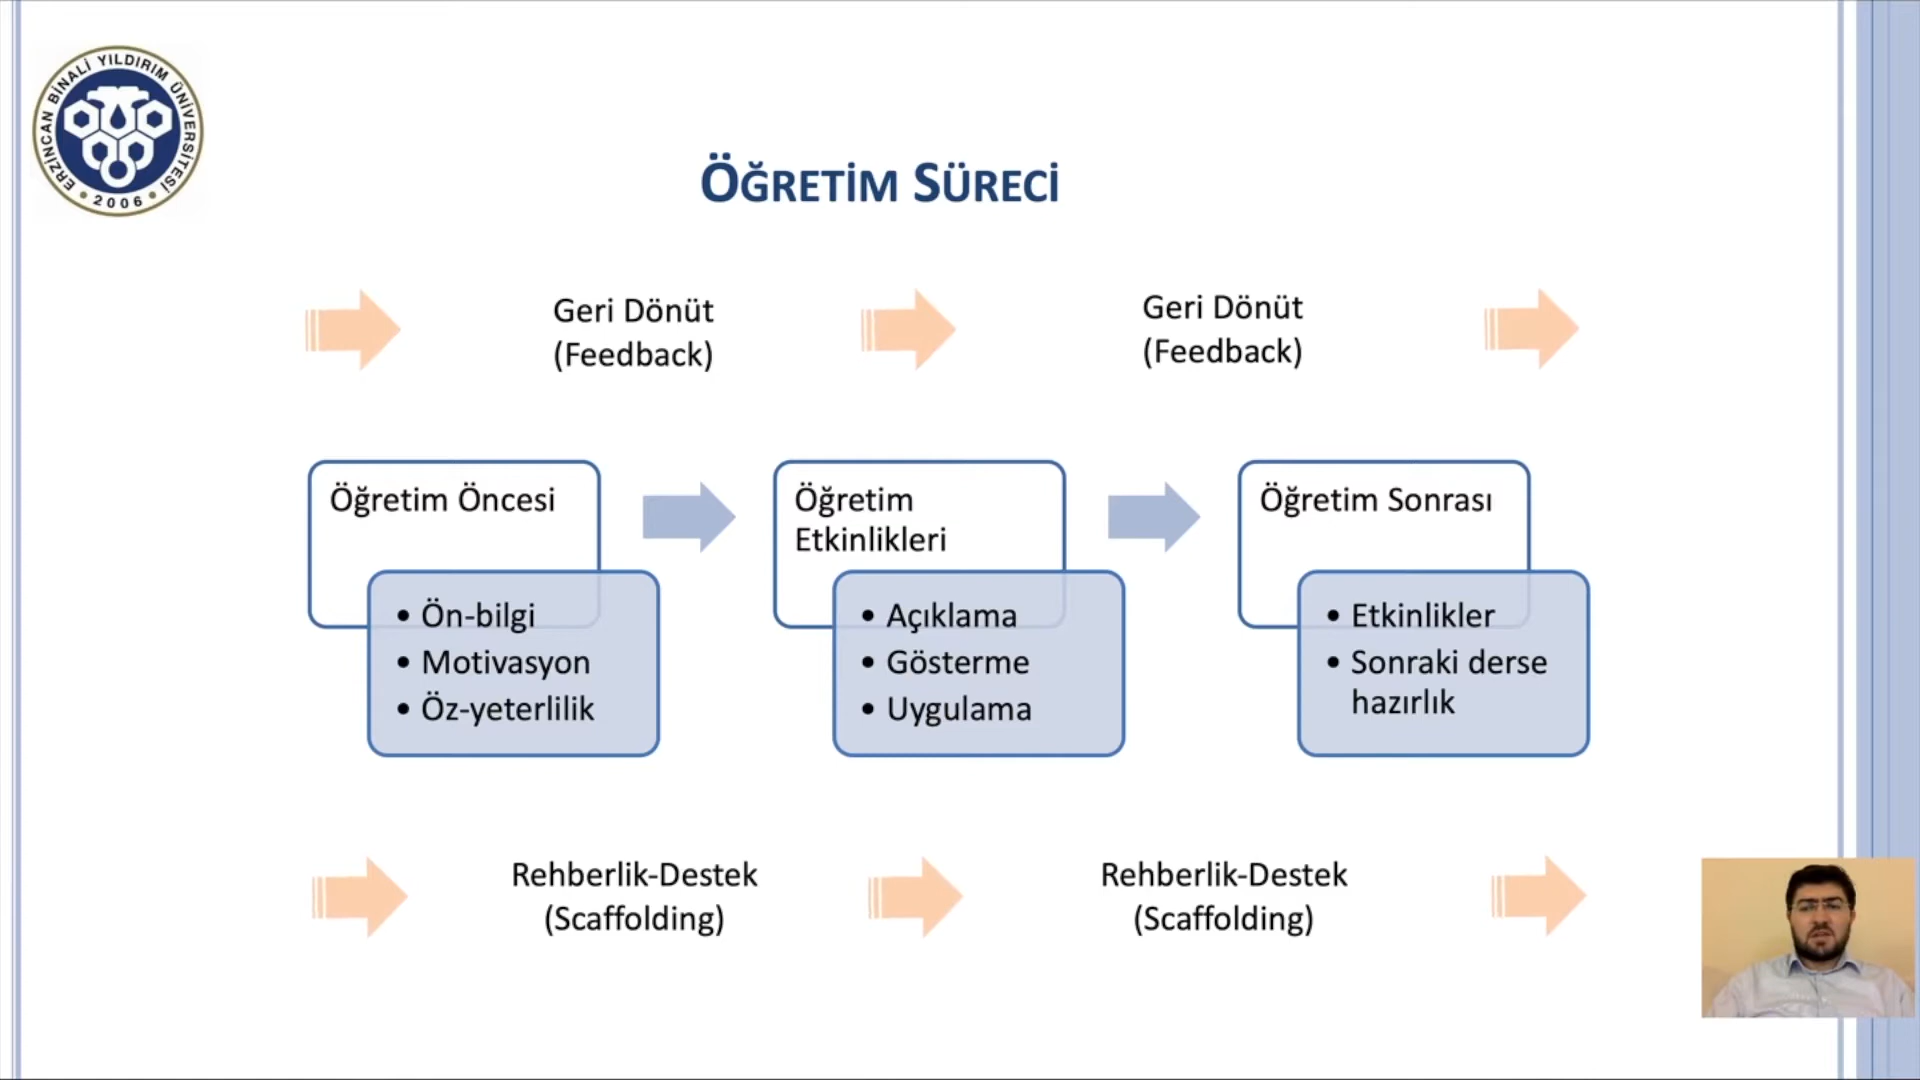 ERZİNCAN BİNALİ YILDIRIM ÜNİVERSİTESİ
• 2006 •
ÖĞRETİM SÜRECİ
Geri Dönüt
(Feedback)
Geri Dönüt
(Feedback)
Öğretim Öncesi
• Ön-bilgi
• Motivasyon
• Öz-yeterlilik
Öğretim
Etkinlikleri
• Açıklama
• Gösterme
• Uygulama
Öğretim Sonrası
• Etkinlikler
• Sonraki derse
hazırlık
Rehberlik-Destek
(Scaffolding)
Rehberlik-Destek
(Scaffolding)